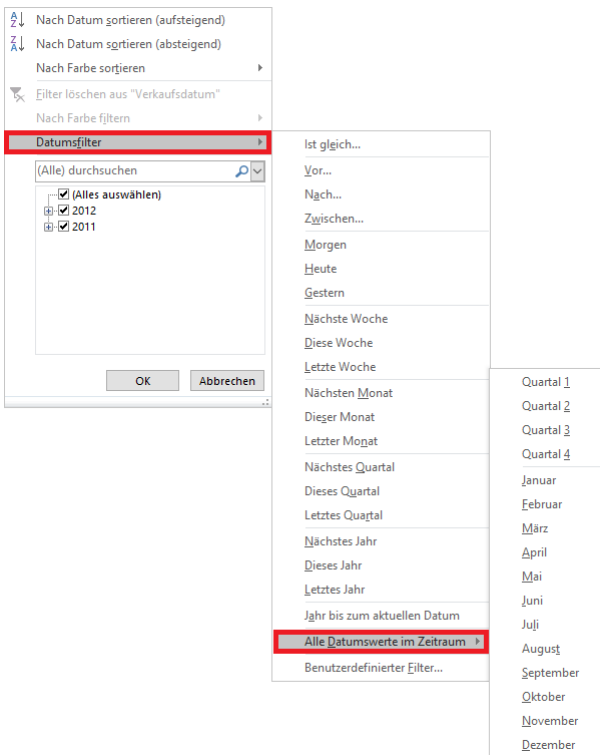 Nach Datum sortieren (aufsteigend)
Nach Datum sortieren (absteigend)
Nach Farbe sortieren
Filter löschen aus "Verkaufsdatum"
Nach Farbe filtern
Datumsfilter
(Alle) durchsuchen
(Alles auswählen)
2012
2011
OK Abbrechen
Ist gleich...
Vor...
Nach...
Zwischen...
Morgen
Heute
Gestern
Nächste Woche
Diese Woche
Letzte Woche
Nächsten Monat
Dieser Monat
Letzter Monat
Nächstes Quartal
Dieses Quartal
Letztes Quartal
Nächstes Jahr
Dieses Jahr
Letztes Jahr
Jahr bis zum aktuellen Datum
Alle Datumswerte im Zeitraum
Benutzerdefinierter Filter...
Quartal 1
Quartal 2
Quartal 3
Quartal 4
Januar
Februar
März
April
Mai
Juni
Juli
August
September
Oktober
November
Dezember